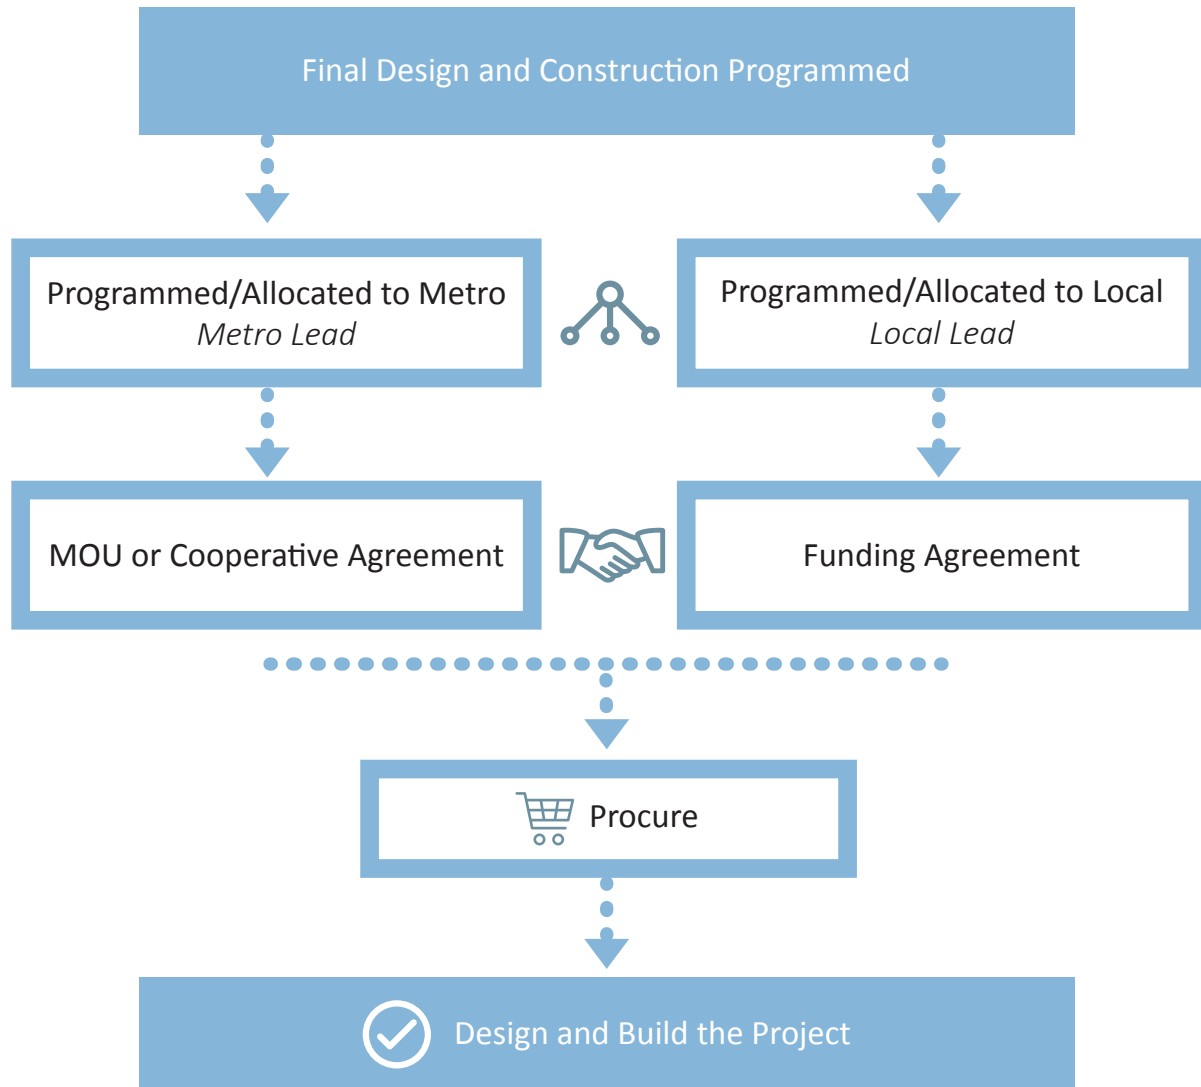 Final Design and Construction Programmed
Programmed/Allocated to Metro
Metro Lead
Programmed/Allocated to Local
Local Lead
MOU or Cooperative Agreement
Funding Agreement
Procure
Design and Build the Project